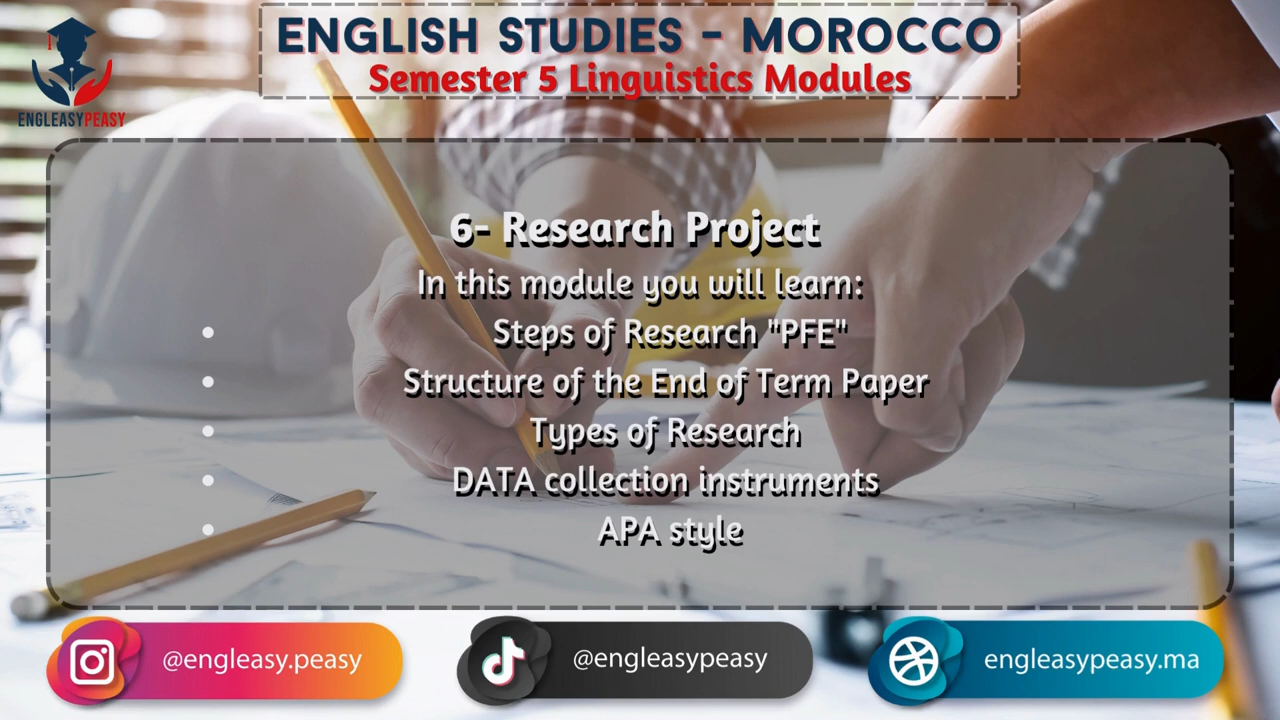 ENGLISH STUDIES - MOROCCO
Semester 5 Linguistics Modules
ENGLEASYPEASY
6- Research Project
In this module you will learn:
• Steps of Research "PFE"
• Structure of the End of Term Paper
• Types of Research
• DATA collection instruments
• APA style
@engleasy.peasy
@engleasypeasy
engleasypeasy.ma